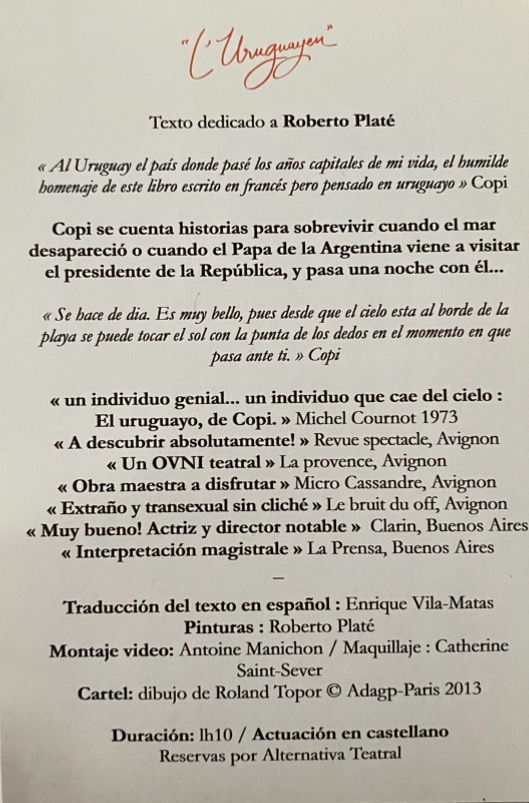 "L'Uruguayen"
Texto dedicado a Roberto Platé
« Al Uruguay el país donde pasé los años capitales de mi vida, el humilde
homenaje de este libro escrito en francés pero pensado en uruguayo » Copi
Copi se cuenta historias para sobrevivir cuando el mar
desapareció o cuando el Papa de la Argentina viene a visitar
el presidente de la República, y pasa una noche con él...
« Se hace de dia. Es muy bello, pues desde que el cielo esta al borde de la
playa se puede tocar el sol con la punta de los dedos en el momento en que
pasa ante ti. » Copi
« un individuo genial... un individuo que cae del cielo :
El uruguayo, de Copi. » Michel Cournot 1973
« A descubrir absolutamente! » Revue spectacle, Avignon
« Un OVNI teatral » La provence, Avignon
« Obra maestra a disfrutar » Micro Cassandre, Avignon
« Extraño y transexual sin cliché » Le bruit du off, Avignon
« Muy bueno! Actriz y director notable » Clarin, Buenos Aires
« Interpretación magistrale » La Prensa, Buenos Aires
–
Traducción del texto en español : Enrique Vila-Matas
Pinturas : Roberto Platé
Montaje video: Antoine Manichon / Maquillaje : Catherine
Saint-Sever
Cartel: dibujo de Roland Topor © Adagp-Paris 2013
Duración: 1h10 / Actuación en castellano
Reservas por Alternativa Teatral